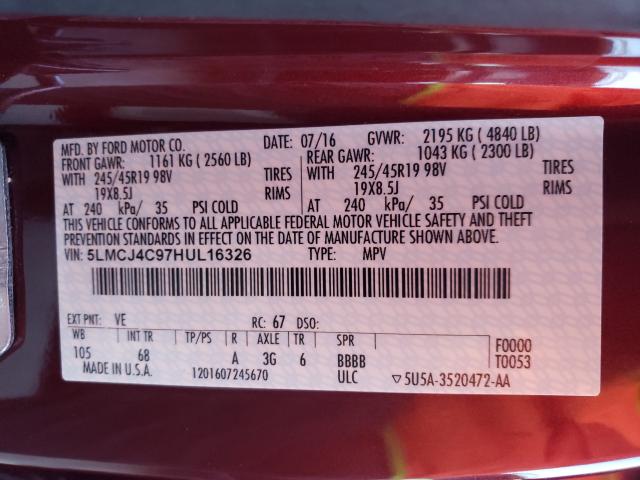 MFD. BY FORD MOTOR CO. DATE: 07/16 GVWR: 2195 KG ( 4840 LB)
FRONT GAWR: 1161 KG ( 2560 LB) REAR GAWR: 1043 KG ( 2300 LB)
WITH 245/45R19 98V TIRES WITH 245/45R19 98V TIRES
19X8.5J RIMS 19X8.5J RIMS
AT 240 kPa/ 35 PSI COLD AT 240 kPa/ 35 PSI COLD
THIS VEHICLE CONFORMS TO ALL APPLICABLE FEDERAL MOTOR VEHICLE SAFETY AND THEFT
PREVENTION STANDARDS IN EFFECT ON THE DATE OF MANUFACTURE SHOWN ABOVE.
VIN: 5LMCJ4C97HUL16326 TYPE: MPV
EXT PNT: VE RC: 67 DSO:
WB INT TR TP/PS R AXLE TR SPR F0000
105 68 A 3G 6 BBBB T0053
MADE IN U.S.A. 1201607245670 ULC ▽5U5A-3520472-AA